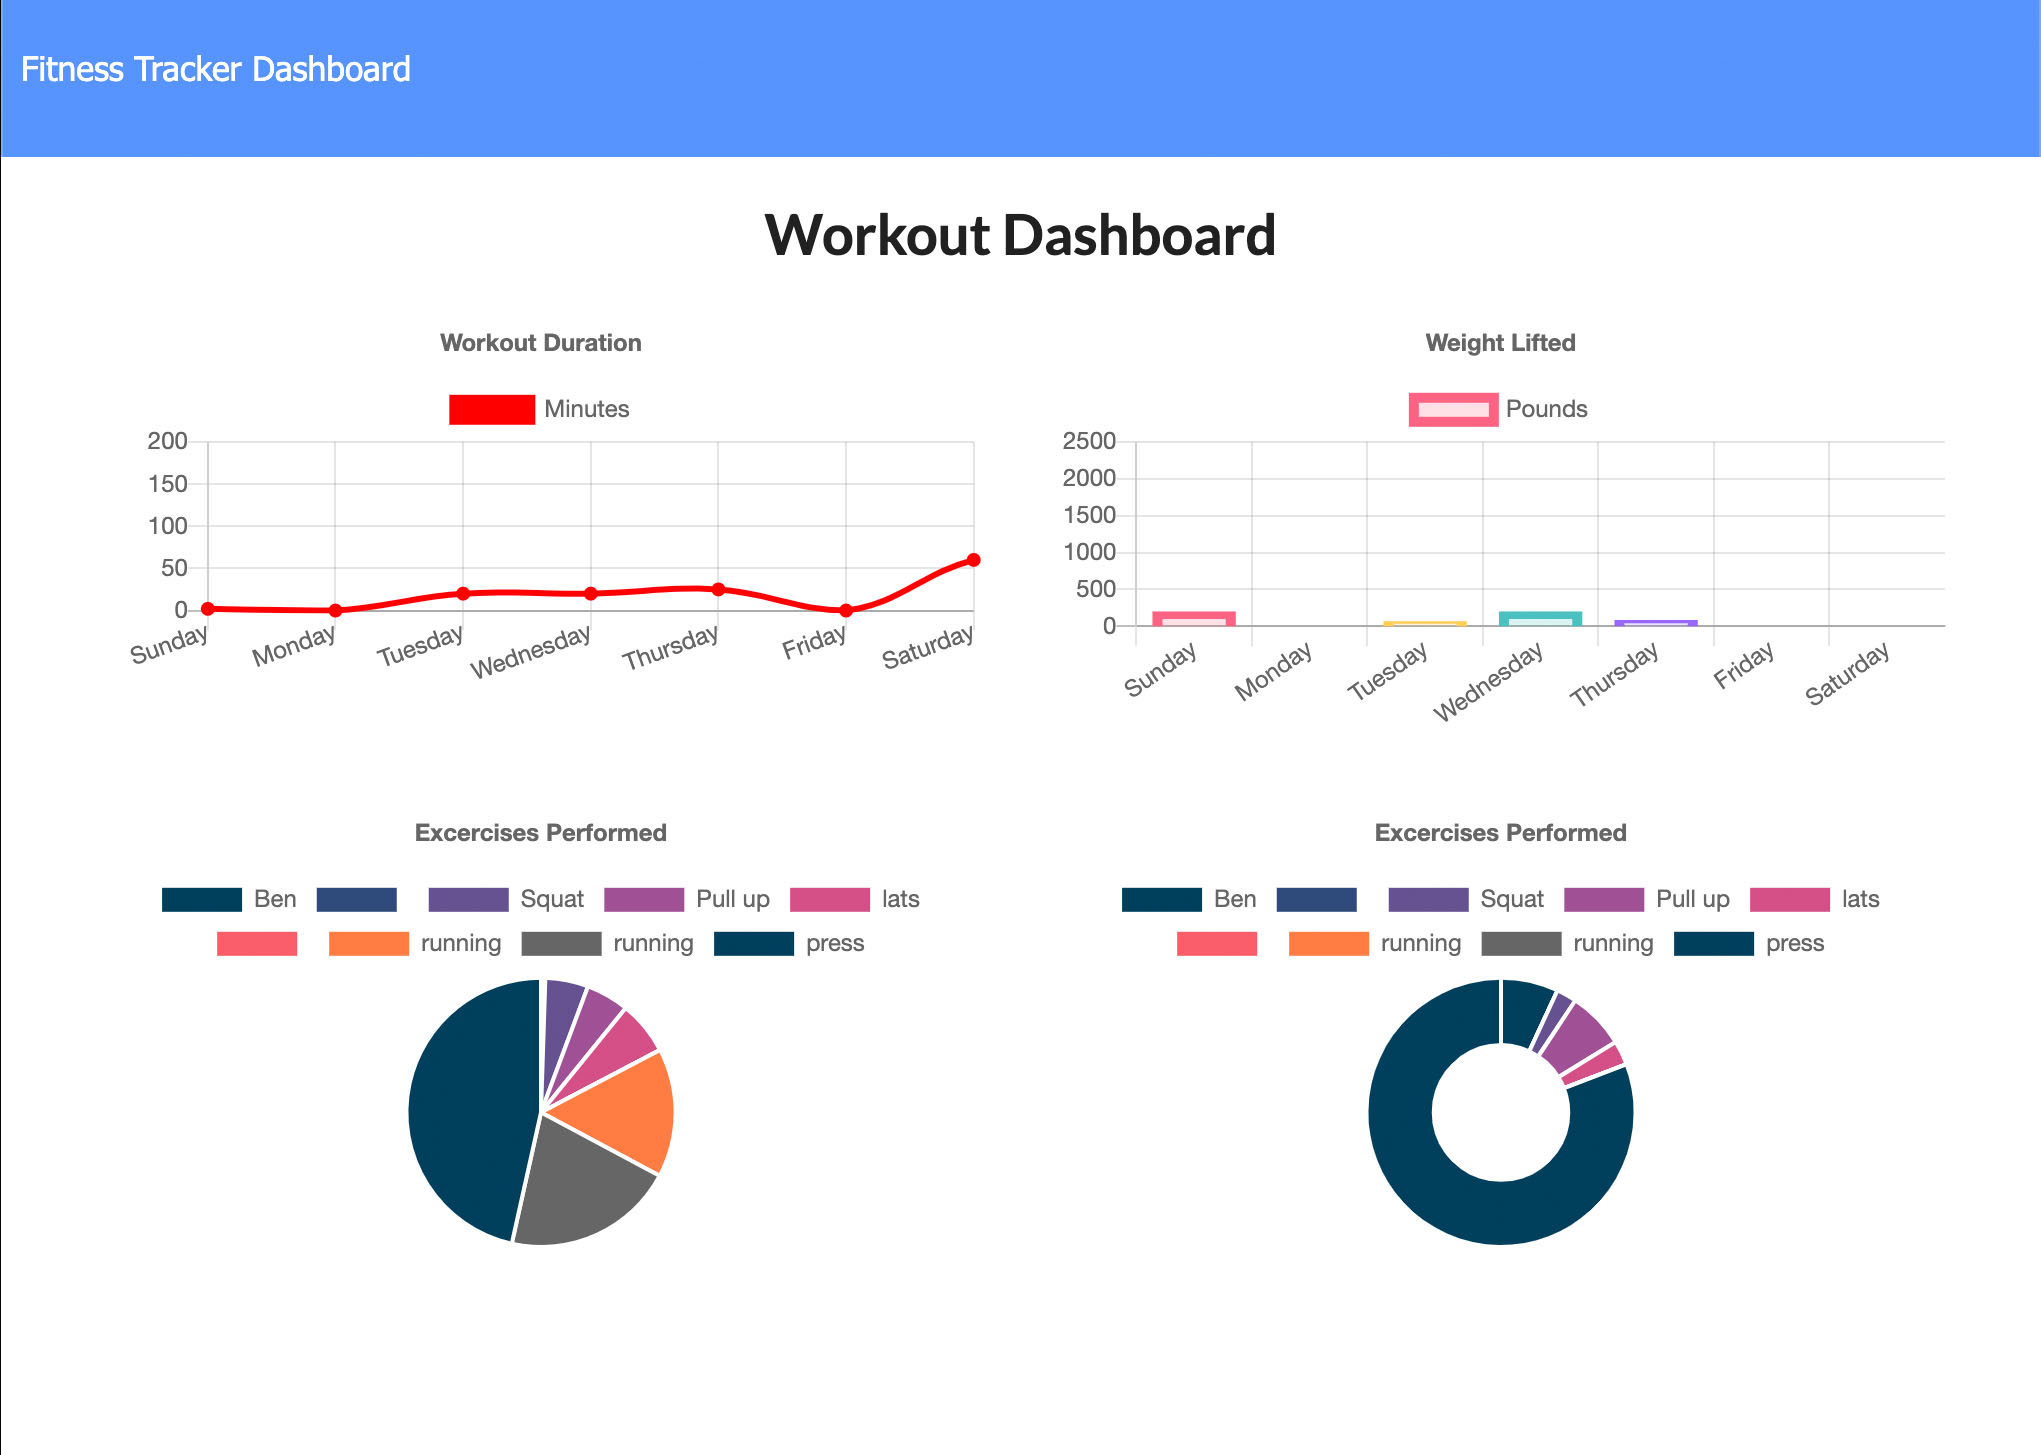 Fitness Tracker Dashboard
Workout Dashboard
Workout Duration
Minutes
200
150
100
50
0
Sunday Monday Tuesday Wednesday Thursday Friday Saturday
Weight Lifted
Pounds
2500
2000
1500
1000
500
0
Sunday Monday Tuesday Wednesday Thursday Friday Saturday
Excercises Performed
Ben Squat Pull up lats
running running press
Excercises Performed
Ben Squat Pull up lats
running running press